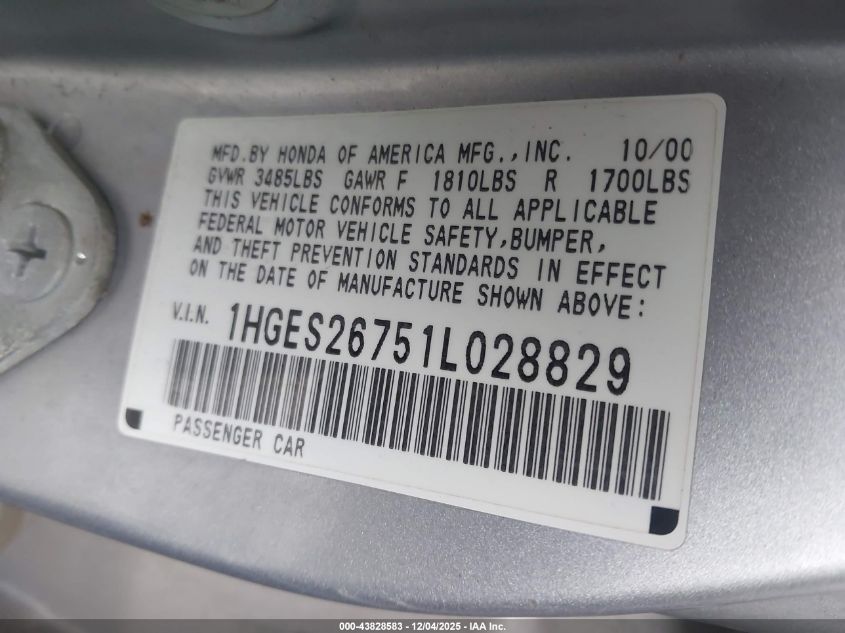 MFD.BY HONDA OF AMERICA MFG.,INC. 10/00
GVWR 3485LBS GAWR F 1810LBS R 1700LBS
THIS VEHICLE CONFORMS TO ALL APPLICABLE
FEDERAL MOTOR VEHICLE SAFETY,BUMPER,
AND THEFT PREVENTION STANDARDS IN EFFECT
ON THE DATE OF MANUFACTURE SHOWN ABOVE:
V.I.N. 1HGES26751L028829
PASSENGER CAR
000-43828583 - 12/04/2025 - IAA Inc.